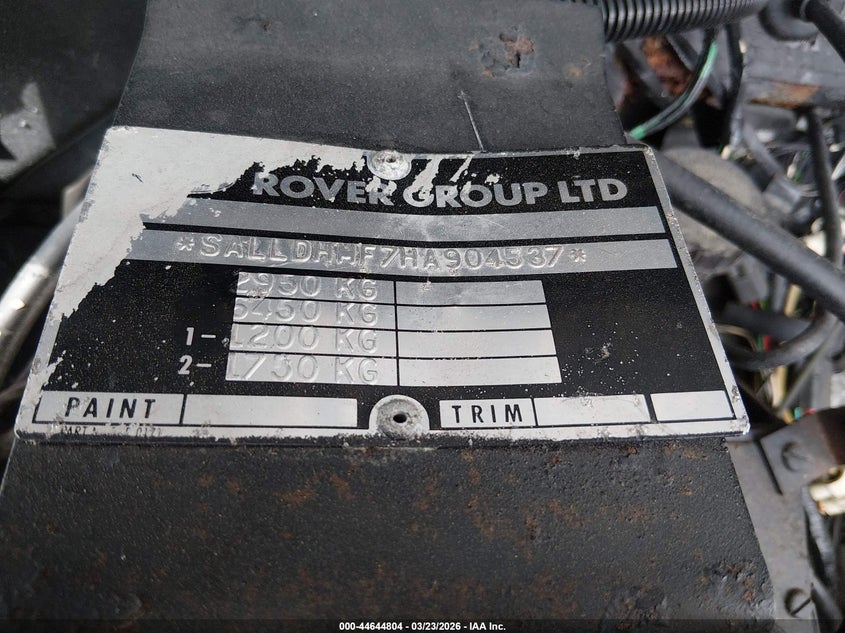 ROVER GROUP LTD
*SALLDHMF7HA904537*
2950 KG
5450 KG
1- 1200 KG
2- 1750 KG
PAINT TRIM
000-44644804 | 03/23/2026 - IAA Inc.